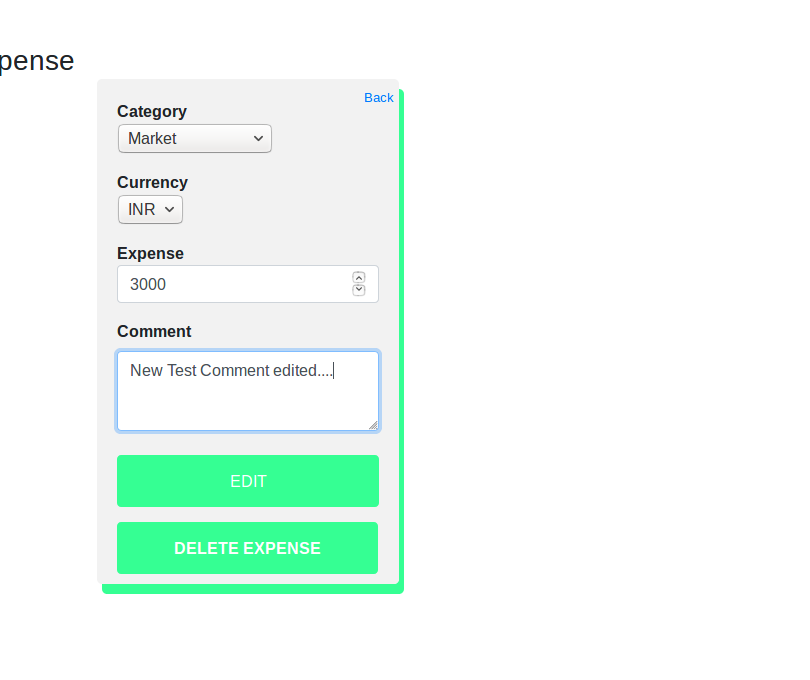 pense
Back
Category
Market
Currency
INR
Expense
3000
Comment
New Test Comment edited....
EDIT
DELETE EXPENSE